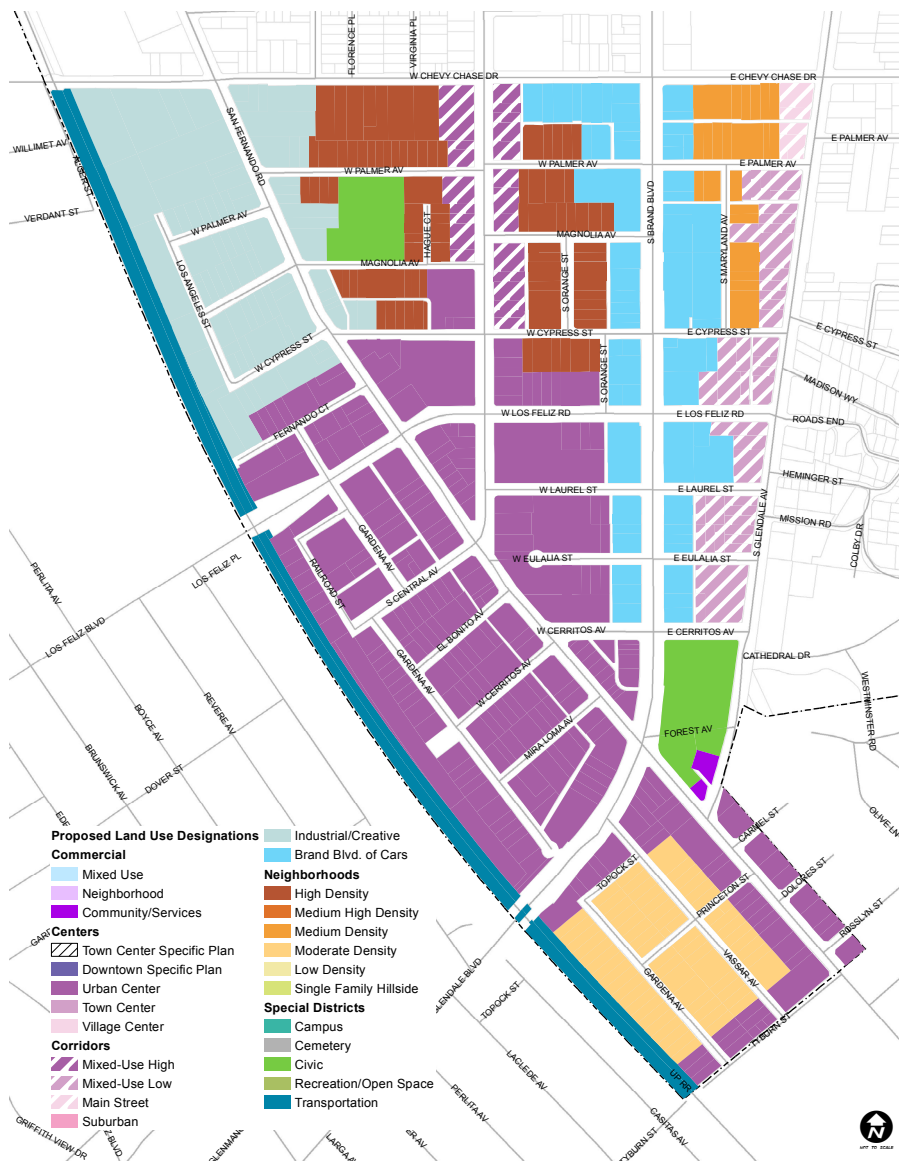 FLORENCE PL
VIRGINIA PL
W CHEVY CHASE DR
E CHEVY CHASE DR
WILLIMET AV
ALGER ST
SAN FERNANDO RD
W PALMER AV
W PALMER AV
E PALMER AV
E PALMER AV
VERDANT ST
W PALMER AV
HAGUE CT
MAGNOLIA AV
S BRAND BLVD
S MARYLAND AV
LOS ANGELES ST
MAGNOLIA AV
S ORANGE ST
W CYPRESS ST
E CYPRESS ST
E CYPRESS ST
W CYPRESS ST
S ORANGE ST
MADISON WY
FERNANDO CT
W LOS FELIZ RD
E LOS FELIZ RD
ROADS END
HEMINGER ST
W LAUREL ST
E LAUREL ST
S GLENDALE AV
MISSION RD
COLBY DR
GARDENA AV
PERLITA AV
LOS FELIZ PL
RAILROAD ST
S CENTRAL AV
W EULALIA ST
E EULALIA ST
LOS FELIZ BLVD
EL BONITO AV
W CERRITOS AV
E CERRITOS AV
CATHEDRAL DR
GARDENA AV
W CERRITOS AV
WESTMINSTER RD
BOYCE AV
REVERE AV
MIRA LOMA AV
FOREST AV
BRUNSWICK AV
DOVER ST
OLIVE LN
CARMEL ST
TOPOCK ST
PRINCETON ST
DOLORES ST
ROSSLYN ST
VASSAR AV
GARDENA AV
GLENDALE BLVD
TOPOCK ST
TYBURN ST
LACLEDE AV
UP RR
PERLITA AV
CASITAS AV
TYBURN ST
GRIFFITH VIEW DR
Proposed Land Use Designations
Commercial
Mixed Use
Neighborhood
Community/Services
Centers
Town Center Specific Plan
Downtown Specific Plan
Urban Center
Town Center
Village Center
Corridors
Mixed-Use High
Mixed-Use Low
Main Street
Suburban
Industrial/Creative
Brand Blvd. of Cars
Neighborhoods
High Density
Medium High Density
Medium Density
Moderate Density
Low Density
Single Family Hillside
Special Districts
Campus
Cemetery
Civic
Recreation/Open Space
Transportation
N
NOT TO SCALE